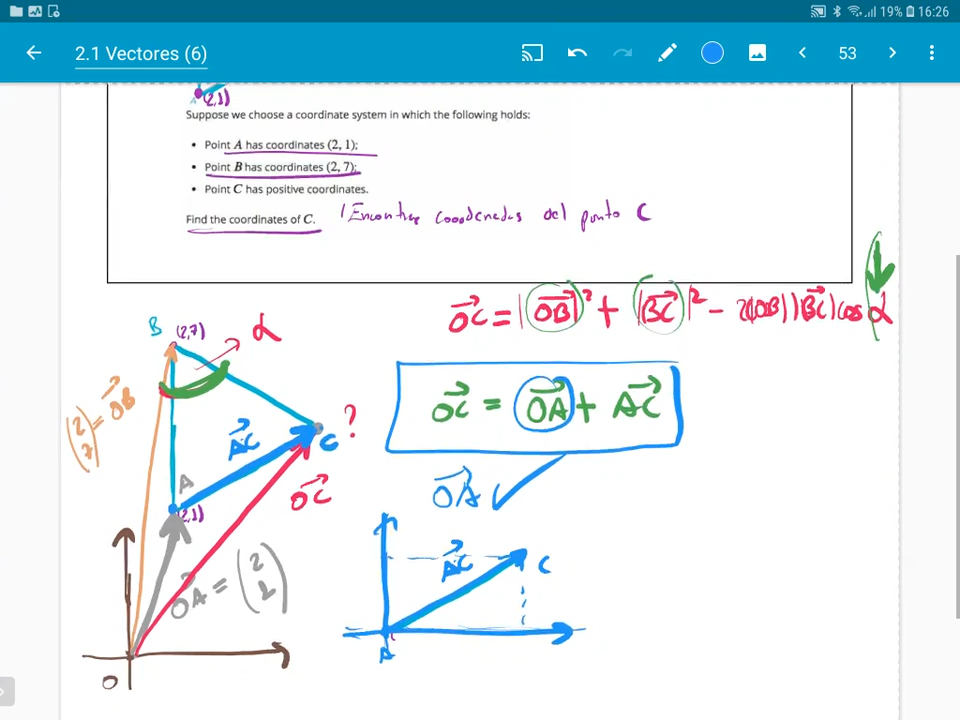 19% 16:26
2.1 Vectores (6)
53
A (2,1)
Suppose we choose a coordinate system in which the following holds:
• Point A has coordinates (2, 1);
• Point B has coordinates (2, 7);
• Point C has positive coordinates.
Find the coordinates of C. Encontrar coordenadas del punto C
OC = |OB|² + |BC|² - 2|OB||BC| cos α
B (2,7) α
(2 7) = OB
OC = OA + AC
AC C ?
A
(2,1)
OC
OA ✓
OA = (2 2)
AC C
A
O